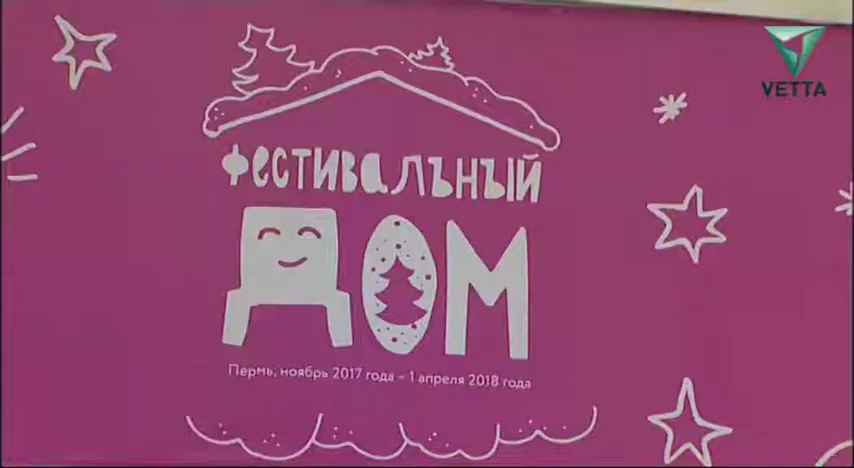 VETTA
фестивальный
ДОМ
Пермь, ноябрь 2017 года - 1 апреля 2018 года